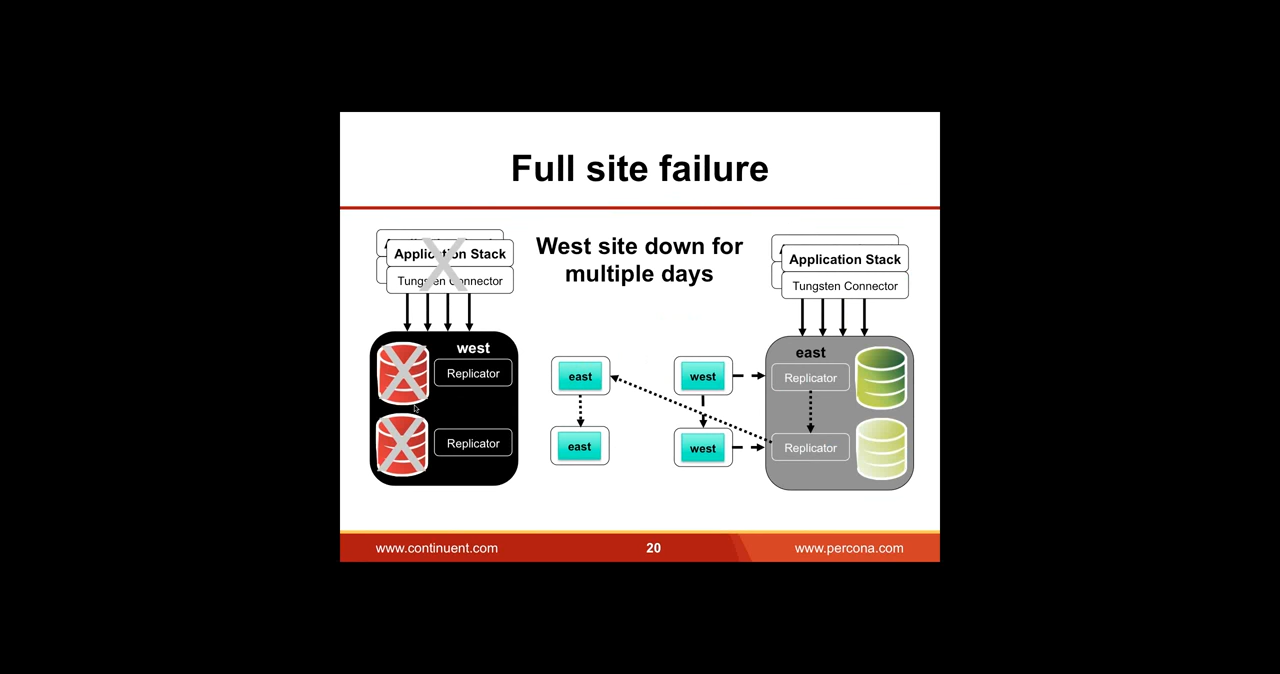 Full site failure
West site down for
multiple days
Application Stack
Tungsten Connector
west
Replicator
Replicator
east
east
west
west
Application Stack
Tungsten Connector
east
Replicator
Replicator
www.continuent.com
20
www.percona.com